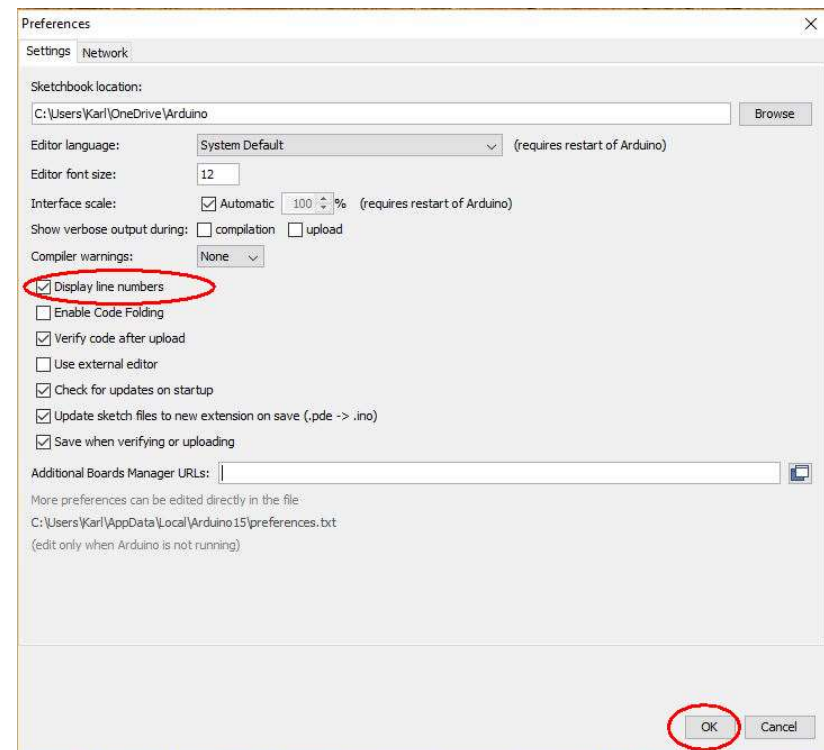 Preferences
Settings Network
Sketchbook location:
C:\Users\Karl\OneDrive\Arduino Browse
Editor language: System Default (requires restart of Arduino)
Editor font size: 12
Interface scale: Automatic 100 % (requires restart of Arduino)
Show verbose output during: compilation upload
Compiler warnings: None
Display line numbers
Enable Code Folding
Verify code after upload
Use external editor
Check for updates on startup
Update sketch files to new extension on save (.pde -> .ino)
Save when verifying or uploading
Additional Boards Manager URLs:
More preferences can be edited directly in the file
C:\Users\Karl\AppData\Local\Arduino15\preferences.txt
(edit only when Arduino is not running)
OK Cancel